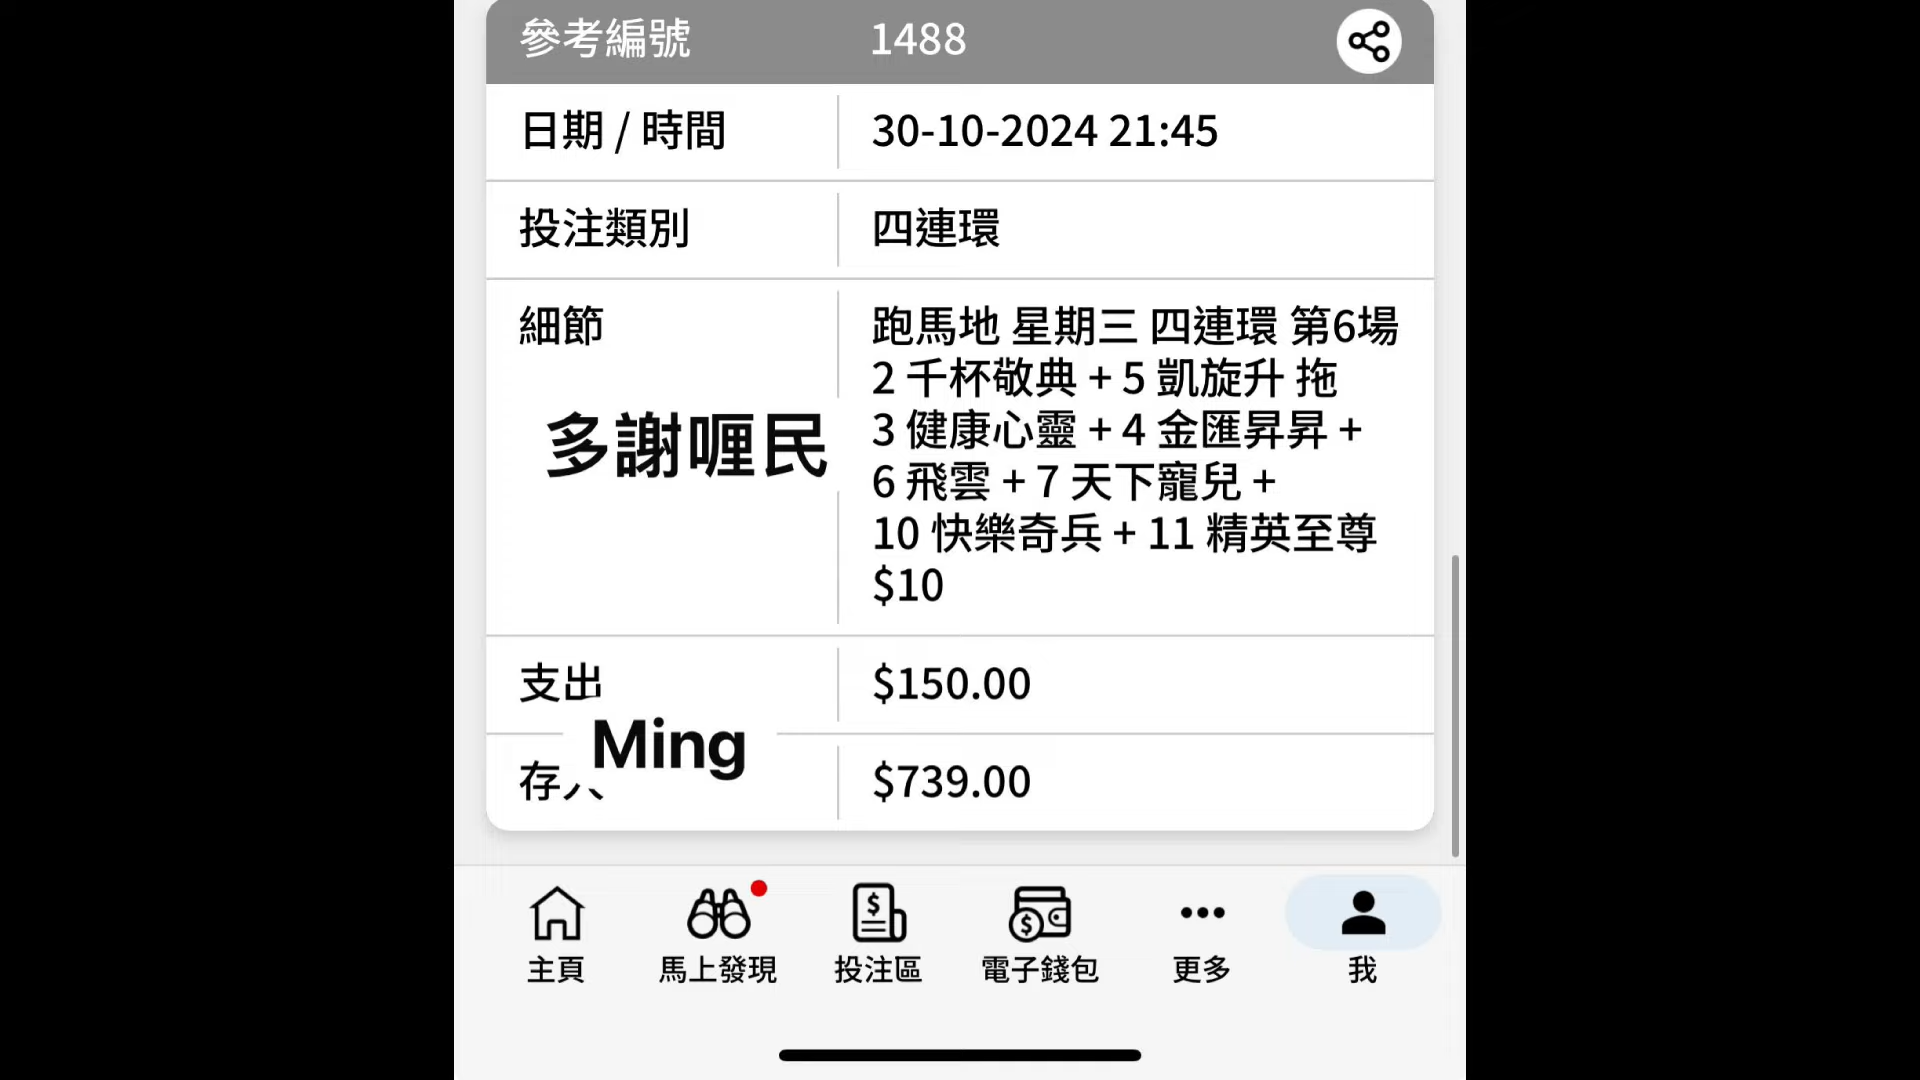 參考編號 1488
日期 / 時間 30-10-2024 21:45
投注類別 四連環
細節 跑馬地 星期三 四連環 第6場
2 千杯敬典 + 5 凱旋升 拖
3 健康心靈 + 4 金匯昇昇 +
6 飛雲 + 7 天下寵兒 +
10 快樂奇兵 + 11 精英至尊
$10
多謝喱民
支出 $150.00
Ming
存入 $739.00
主頁 馬上發現 投注區 電子錢包 更多 我